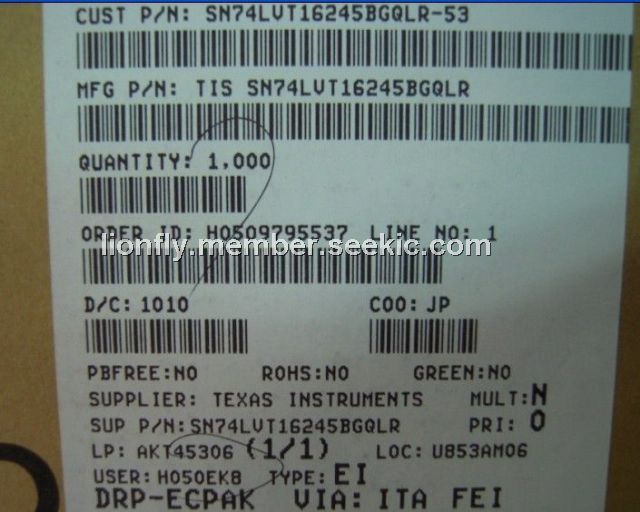 CUST P/N: SN74LVT16245BGQLR-53
MFG P/N: TIS SN74LVT16245BGQLR
QUANTITY: 1,000
ORDER ID: H0509795537 LINE NO: 1
lionfly.member.seekic.com
D/C: 1010 COO: JP
PBFREE:NO ROHS:NO GREEN:NO
SUPPLIER: TEXAS INSTRUMENTS MULT:N
SUP P/N:SN74LVT16245BGQLR PRI: 0
LP: AKT45306 (1/1) LOC: U853AM06
USER:H050EK8 TYPE:EI
DRP-ECPAK VIA: ITA FEI